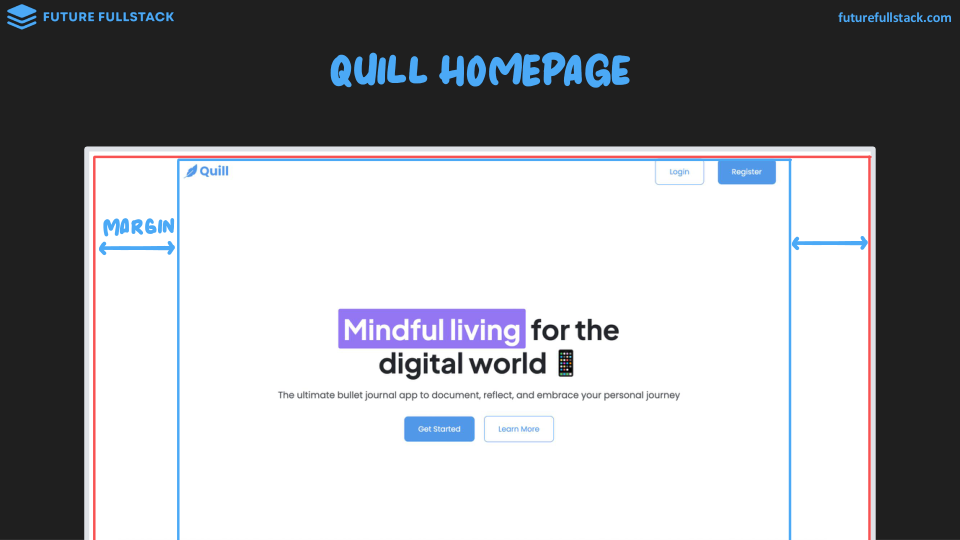 FUTURE FULLSTACK
futurefullstack.com
QUILL HOMEPAGE
Quill
Login
Register
MARGIN
Mindful living for the
digital world
The ultimate bullet journal app to document, reflect, and embrace your personal journey
Get Started
Learn More